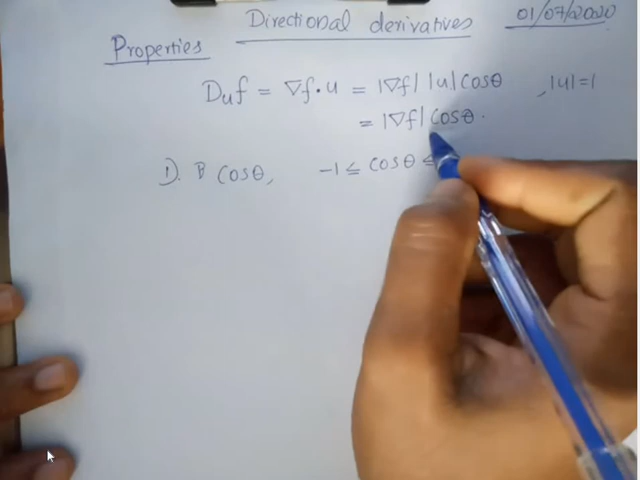 Directional derivatives 01/07/2020
Properties
Duf = ∇f·u = |∇f| |u| Cosθ , |u|=1
= |∇f| Cosθ.
1). Cosθ, -1 ≤ Cosθ ≤